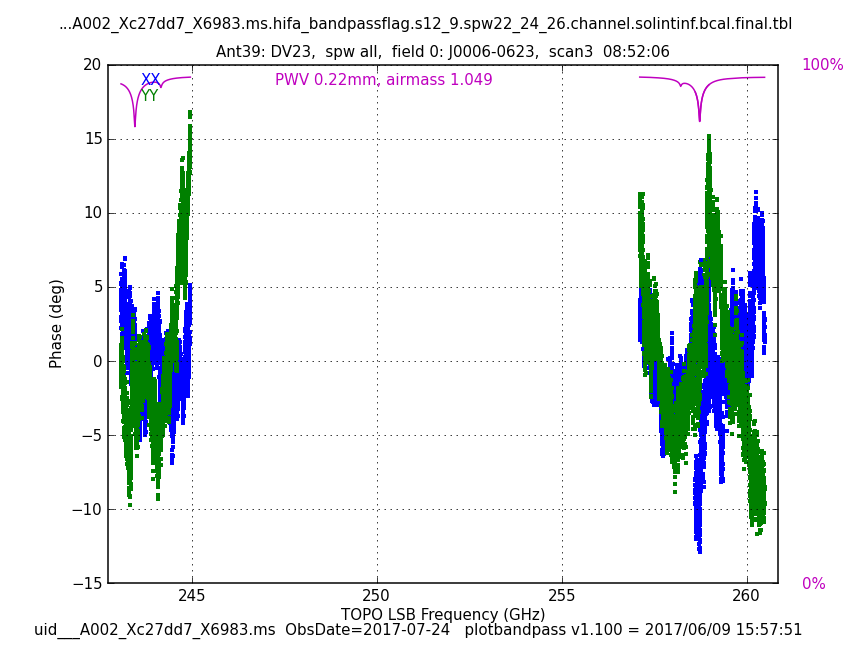 ...A002_Xc27dd7_X6983.ms.hifa_bandpassflag.s12_9.spw22_24_26.channel.solintinf.bcal.final.tbl
Ant39: DV23, spw all, field 0: J0006-0623, scan3 08:52:06
20
15
10
5
0
−5
−10
−15
Phase (deg)
XX
YY
PWV 0.22mm, airmass 1.049
100%
0%
245
250
255
260
TOPO LSB Frequency (GHz)
uid___A002_Xc27dd7_X6983.ms ObsDate=2017-07-24 plotbandpass v1.100 = 2017/06/09 15:57:51